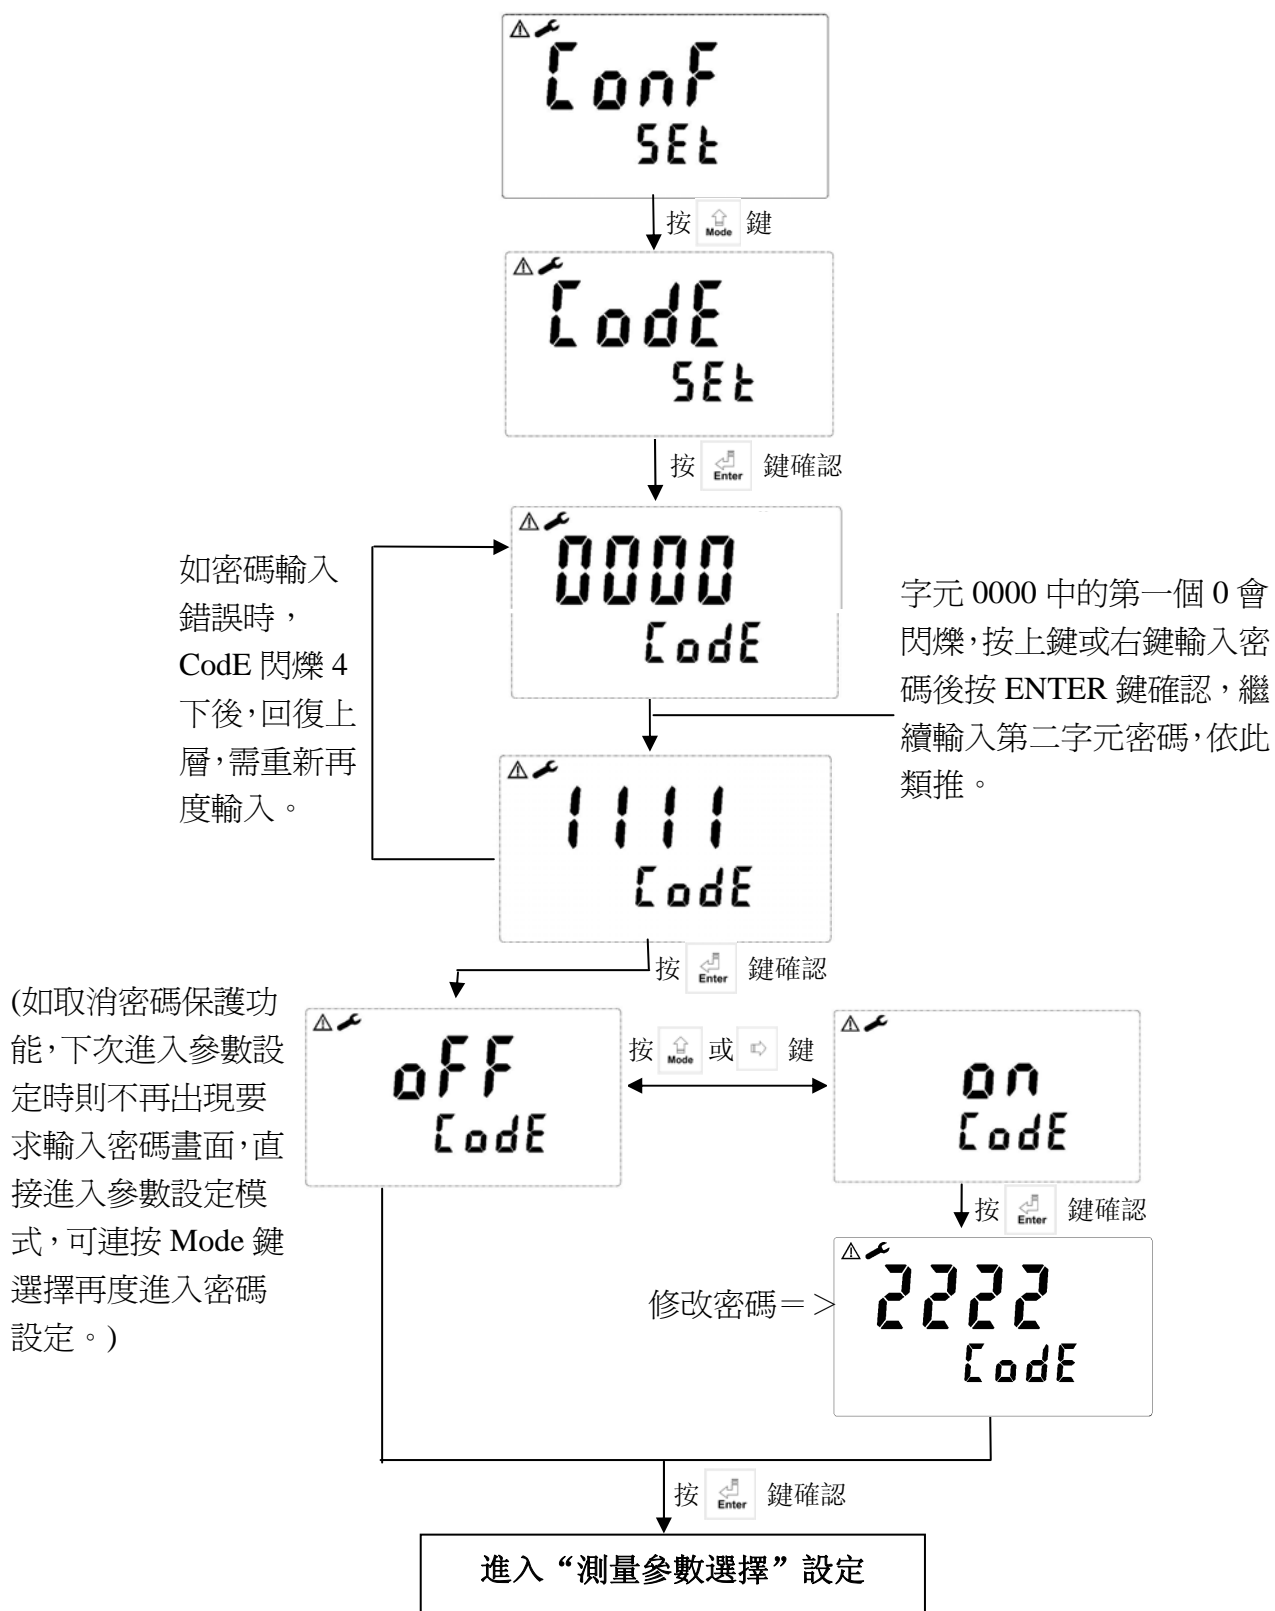 ConF
SEt
按 Mode 鍵
CodE
SEt
按 Enter 鍵確認
0000
CodE
如密碼輸入
錯誤時，
CodE 閃爍 4
下後，回復上
層，需重新再
度輸入。
字元 0000 中的第一個 0 會
閃爍，按上鍵或右鍵輸入密
碼後按 ENTER 鍵確認，繼
續輸入第二字元密碼，依此
類推。
1111
CodE
按 Enter 鍵確認
(如取消密碼保護功
能，下次進入參數設
定時則不再出現要
求輸入密碼畫面，直
接進入參數設定模
式，可連按 Mode 鍵
選擇再度進入密碼
設定。)
oFF
CodE
按 Mode 或 鍵
on
CodE
按 Enter 鍵確認
修改密碼＝＞
2222
CodE
按 Enter 鍵確認
進入“測量參數選擇”設定